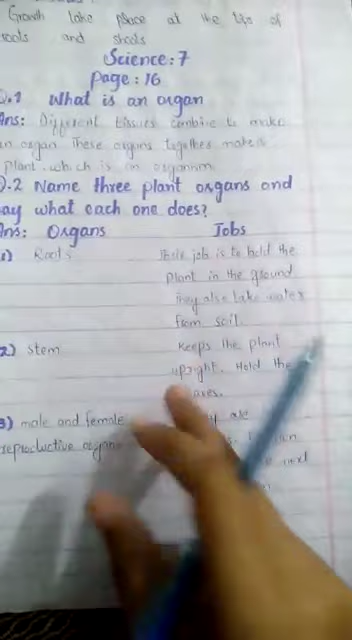 Growth take place at the tip of
roots and shoots
Science:7
Page:16
Q.1 What is an organ
Ans: Different tissues combine to make
an organ These organs together makes
plant which is an organism
Q.2 Name three plant organs and
say what each one does?
Ans: Organs Jobs
1) Roots Their job is to hold the
plant in the ground
They also take water
from soil.
2) Stem Keeps the plant
upright. Hold the
3) male and female are
reproductive organs